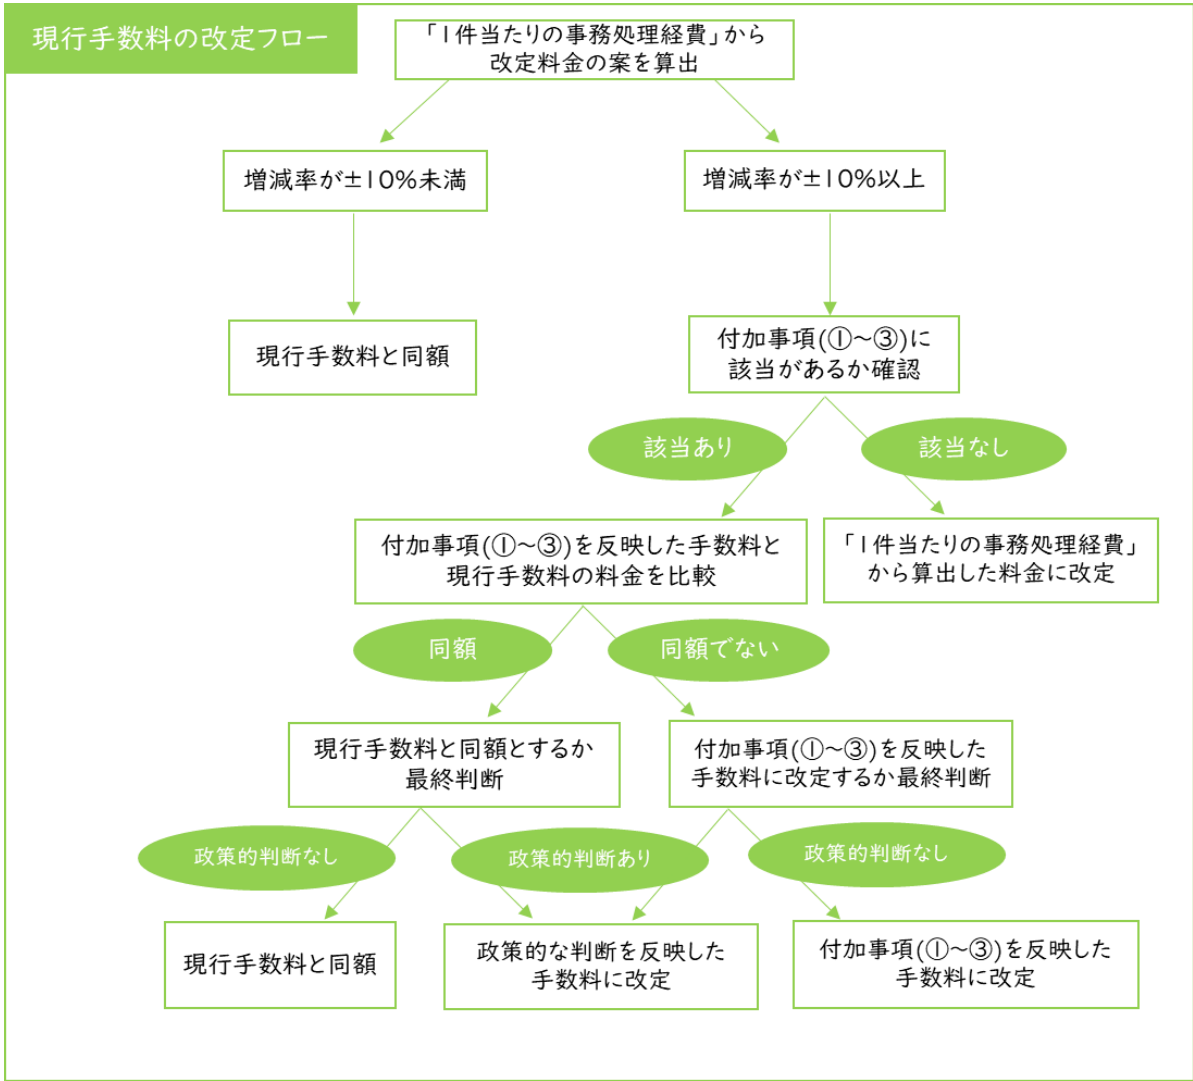 現行手数料の改定フロー
「1件当たりの事務処理経費」から
改定料金の案を算出
増減率が±10%未満
増減率が±10%以上
現行手数料と同額
付加事項(①~③)に
該当があるか確認
該当あり
該当なし
付加事項(①~③)を反映した手数料と
現行手数料の料金を比較
「1件当たりの事務処理経費」
から算出した料金に改定
同額
同額でない
現行手数料と同額とするか
最終判断
付加事項(①~③)を反映した
手数料に改定するか最終判断
政策的判断なし
政策的判断あり
政策的判断なし
現行手数料と同額
政策的な判断を反映した
手数料に改定
付加事項(①~③)を反映した
手数料に改定